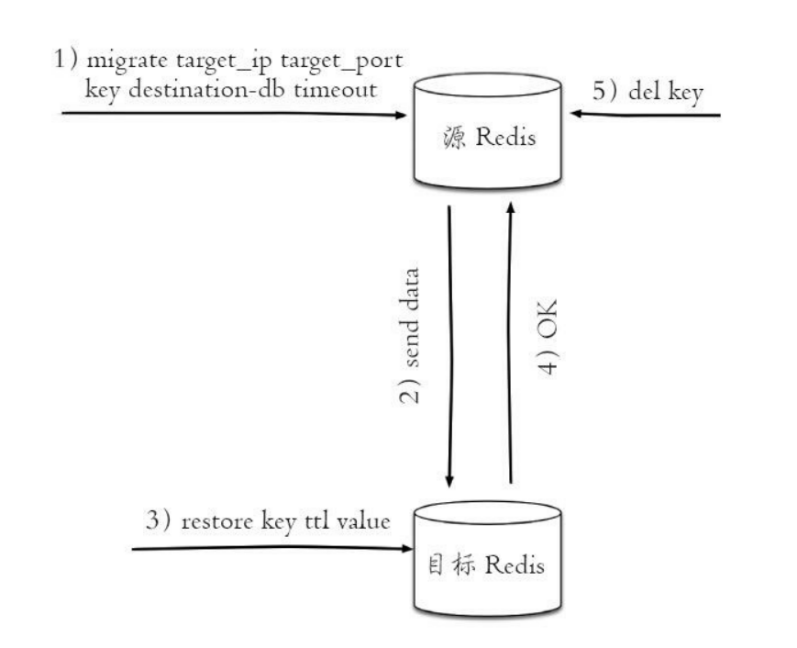 1) migrate target_ip target_port
key destination-db timeout
5) del key
源 Redis
2) send data
4) OK
3) restore key ttl value
目标 Redis